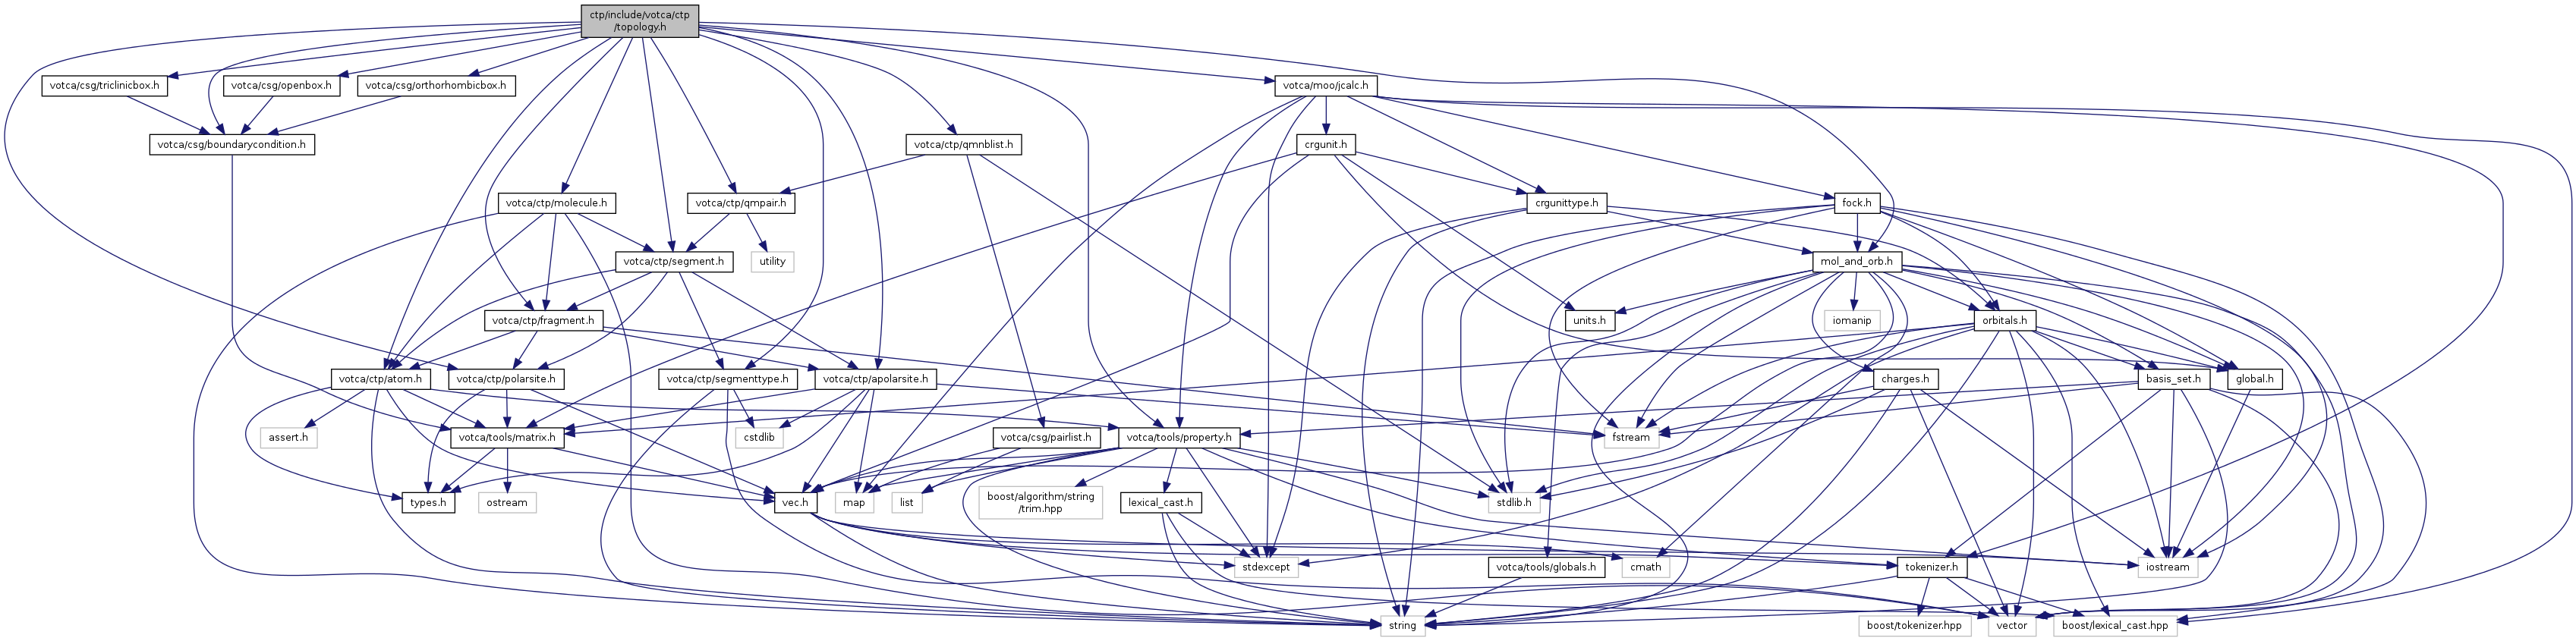 ctp/include/votca/ctp
/topology.h
votca/csg/triclinicbox.h
votca/csg/openbox.h
votca/csg/orthorhombicbox.h
votca/moo/jcalc.h
votca/csg/boundarycondition.h
votca/ctp/qmnblist.h
crgunit.h
votca/ctp/molecule.h
votca/ctp/qmpair.h
crgunittype.h
fock.h
votca/ctp/segment.h
utility
mol_and_orb.h
votca/ctp/fragment.h
units.h
iomanip
orbitals.h
votca/ctp/atom.h
votca/ctp/polarsite.h
votca/ctp/segmenttype.h
votca/ctp/apolarsite.h
charges.h
basis_set.h
global.h
assert.h
votca/tools/matrix.h
cstdlib
votca/csg/pairlist.h
votca/tools/property.h
fstream
types.h
ostream
vec.h
map
list
boost/algorithm/string
/trim.hpp
lexical_cast.h
stdlib.h
stdexcept
votca/tools/globals.h
cmath
tokenizer.h
iostream
string
boost/tokenizer.hpp
vector
boost/lexical_cast.hpp